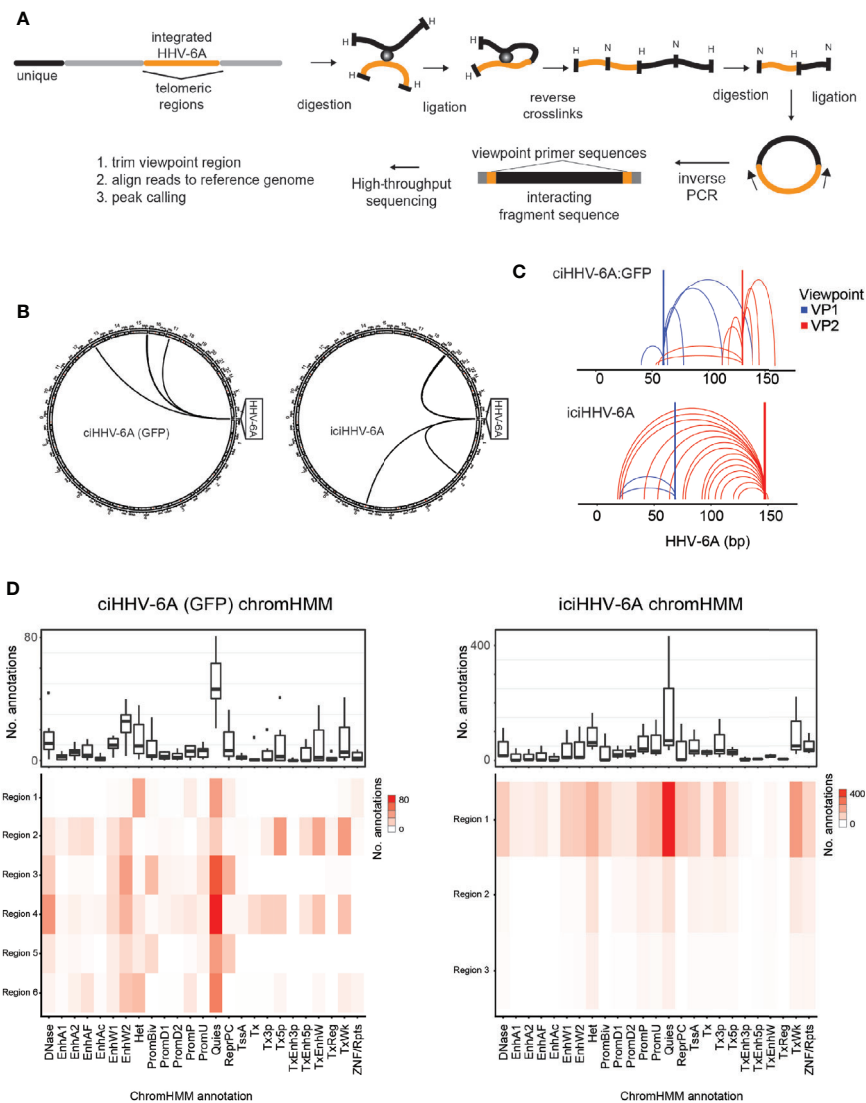 A
integrated
HHV-6A
unique
telomeric
regions
H
H
H
H
digestion
ligation
H
H
reverse
crosslinks
H
N
H
N
H
digestion
ligation
N
H
N
1. trim viewpoint region
2. align reads to reference genome
3. peak calling
High-throughput
sequencing
viewpoint primer sequences
interacting
fragment sequence
inverse
PCR
B
ciHHV-6A (GFP)
HHV-6A
iciHHV-6A
HHV-6A
C
ciHHV-6A:GFP
Viewpoint
VP1
VP2
0 50 100 150
iciHHV-6A
0 50 100 150
HHV-6A (bp)
D
ciHHV-6A (GFP) chromHMM
No. annotations
80
0
Region 1
Region 2
Region 3
Region 4
Region 5
Region 6
No. annotations
80
0
DNase EnhA1 EnhA2 EnhAF EnhAc EnhW1 EnhW2 Het PromBiv PromD1 PromD2 PromP PromU Quies ReprPC TssA Tx Tx3p Tx5p TxEnh3p TxEnh5p TxEnhW TxReg TxWk ZNF/Rpts
ChromHMM annotation
iciHHV-6A chromHMM
No. annotations
400
0
Region 1
Region 2
Region 3
No. annotations
400
0
DNase EnhA1 EnhA2 EnhAF EnhAc EnhW1 EnhW2 Het PromBiv PromD1 PromD2 PromP PromU Quies ReprPC TssA Tx Tx3p Tx5p TxEnh3p TxEnh5p TxEnhW TxReg TxWk ZNF/Rpts
ChromHMM annotation